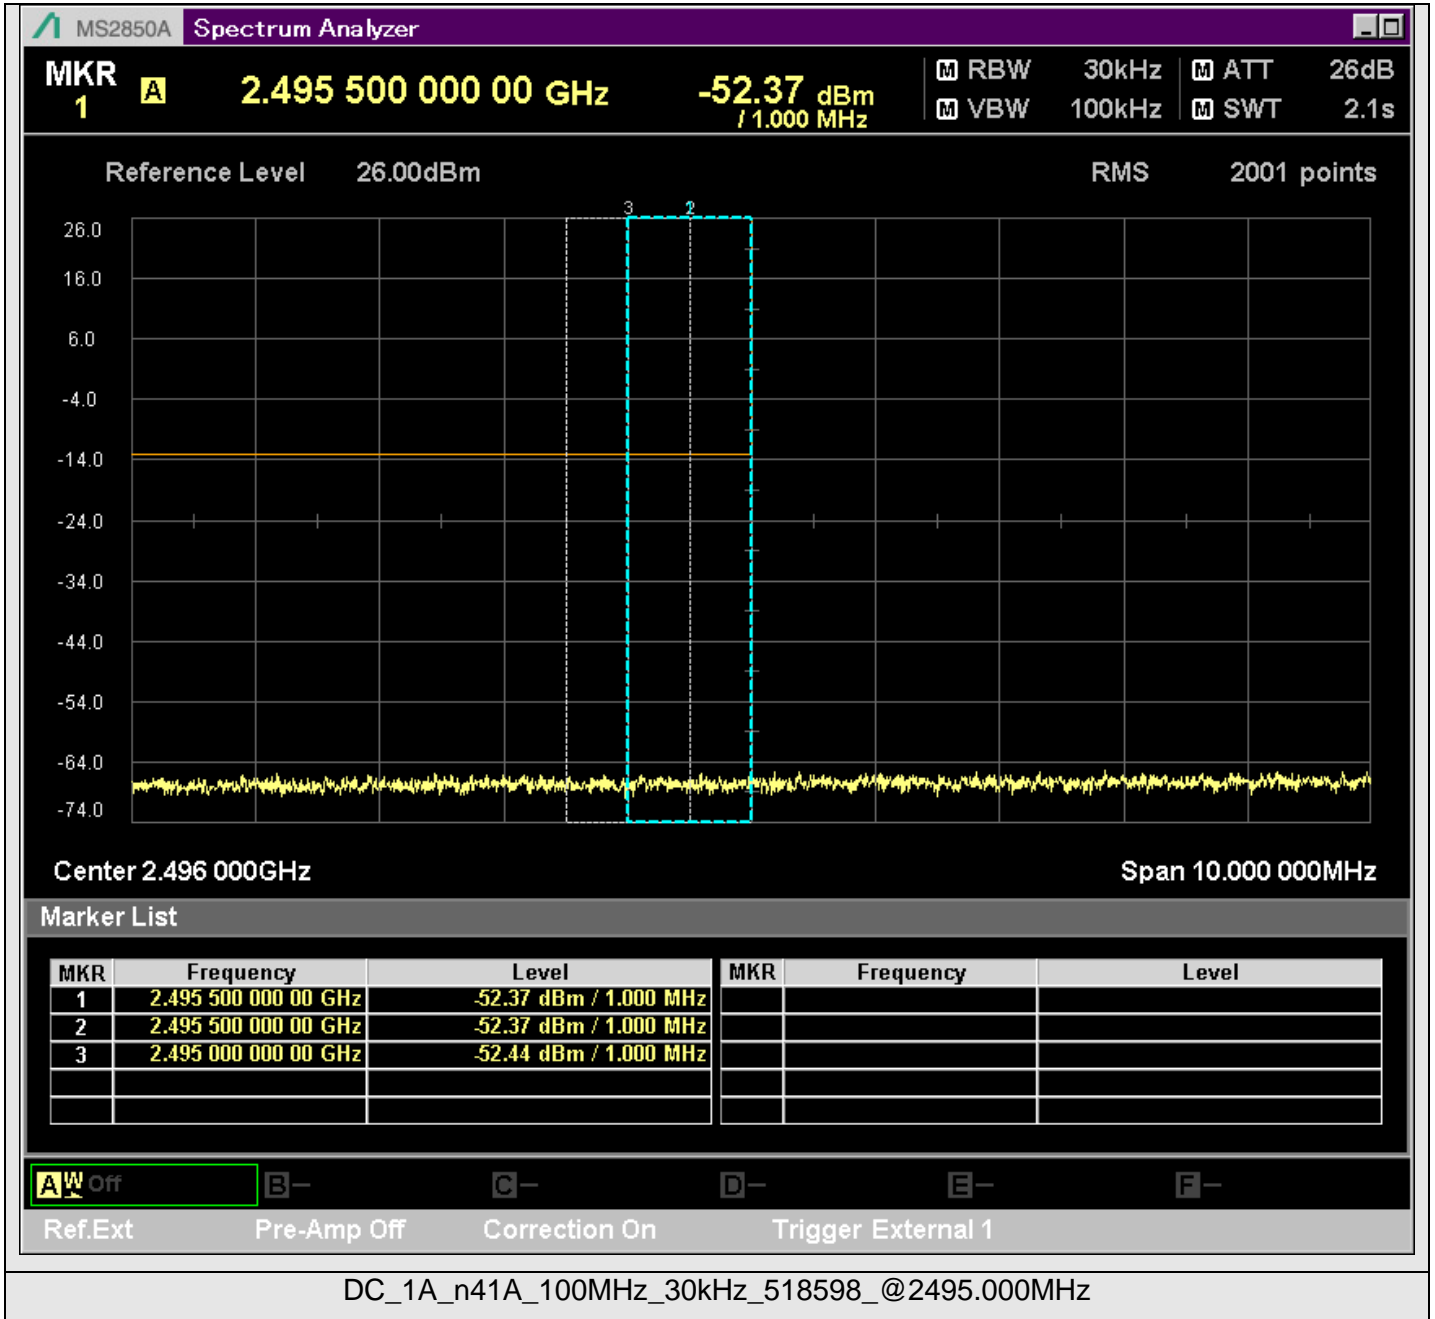 MS2850A Spectrum Analyzer
MKR 1 A 2.495 500 000 00 GHz -52.37 dBm / 1.000 MHz
M RBW 30kHz M ATT 26dB
M VBW 100kHz M SWT 2.1s
Reference Level 26.00dBm RMS 2001 points
3 2
26.0
16.0
6.0
-4.0
-14.0
-24.0
-34.0
-44.0
-54.0
-64.0
-74.0
Center 2.496 000GHz Span 10.000 000MHz
Marker List
MKR Frequency Level MKR Frequency Level
1 2.495 500 000 00 GHz -52.37 dBm / 1.000 MHz
2 2.495 500 000 00 GHz -52.37 dBm / 1.000 MHz
3 2.495 000 000 00 GHz -52.44 dBm / 1.000 MHz
A W Off B – C – D – E – F –
Ref.Ext Pre-Amp Off Correction On Trigger External 1
DC_1A_n41A_100MHz_30kHz_518598_@2495.000MHz